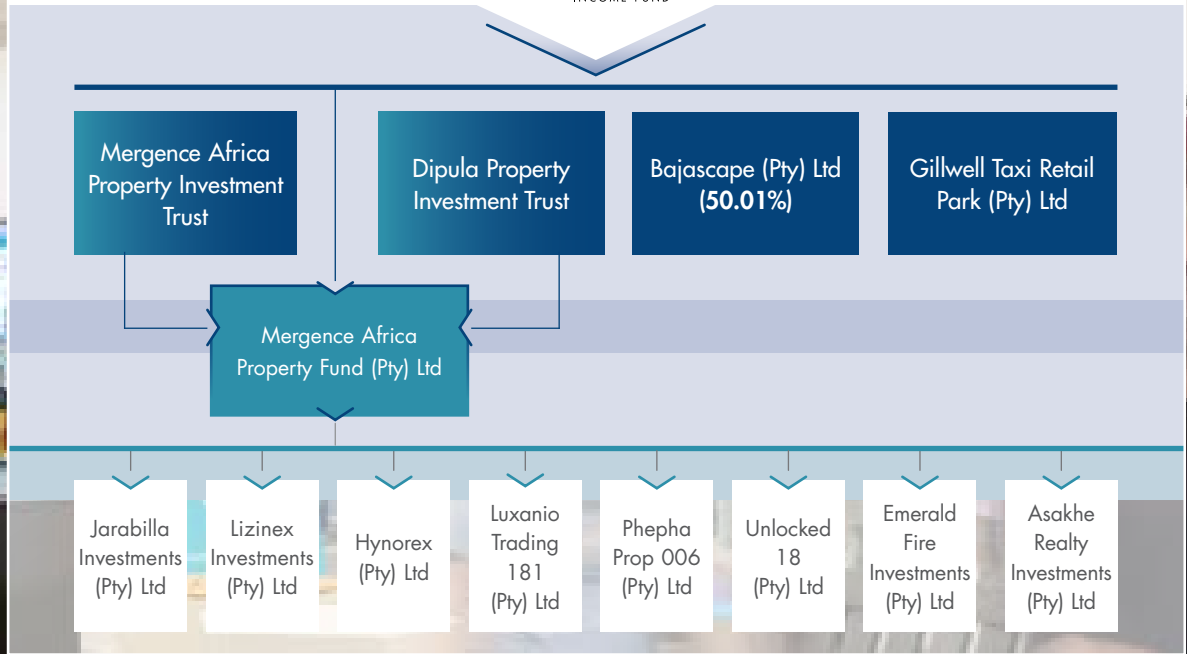 INCOME FUND
Mergence Africa
Property Investment
Trust
Dipula Property
Investment Trust
Bajascape (Pty) Ltd
(50.01%)
Gillwell Taxi Retail
Park (Pty) Ltd
Mergence Africa
Property Fund (Pty) Ltd
Jarabilla
Investments
(Pty) Ltd
Lizinex
Investments
(Pty) Ltd
Hynorex
(Pty) Ltd
Luxanio
Trading
181
(Pty) Ltd
Phepha
Prop 006
(Pty) Ltd
Unlocked
18
(Pty) Ltd
Emerald
Fire
Investments
(Pty) Ltd
Asakhe
Realty
Investments
(Pty) Ltd